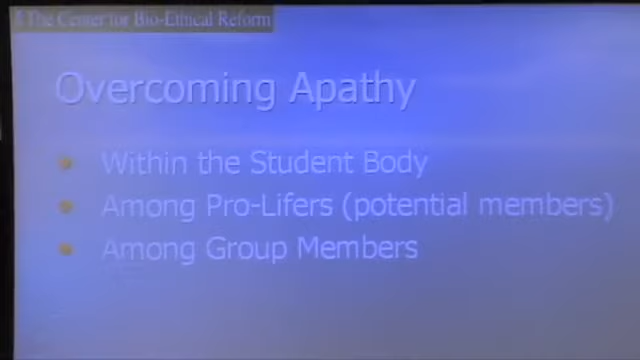 ©The Center for Bio-Ethical Reform
Overcoming Apathy
Within the Student Body
Among Pro-Lifers (potential members)
Among Group Members